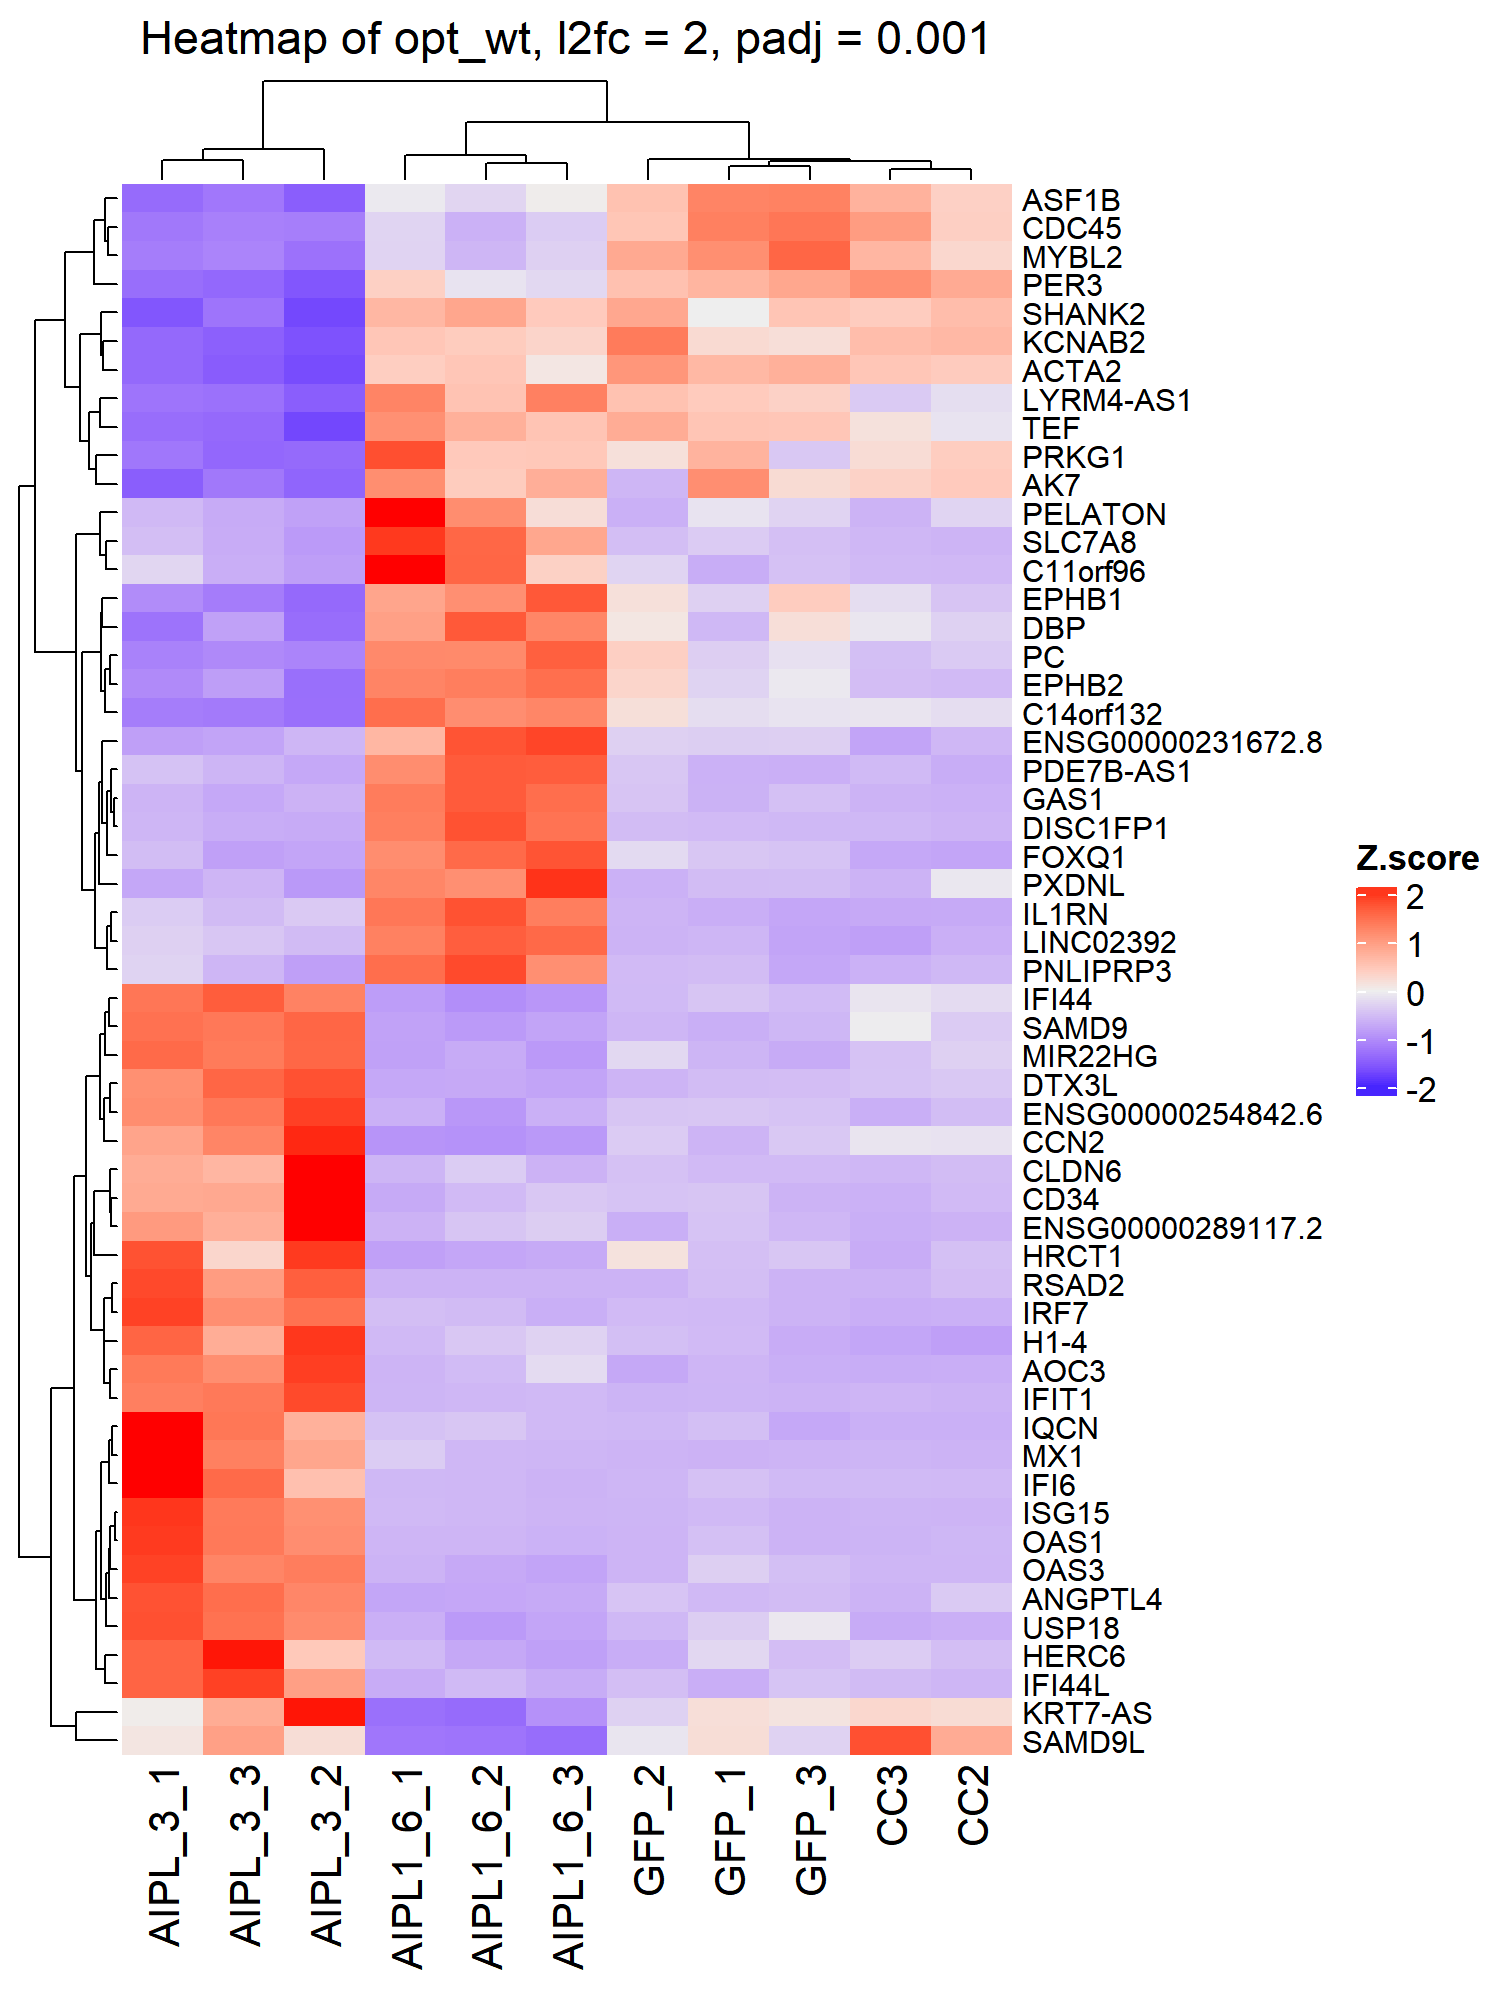 Heatmap of opt_wt, l2fc = 2, padj = 0.001
ASF1B
CDC45
MYBL2
PER3
SHANK2
KCNAB2
ACTA2
LYRM4-AS1
TEF
PRKG1
AK7
PELATON
SLC7A8
C11orf96
EPHB1
DBP
PC
EPHB2
C14orf132
ENSG00000231672.8
PDE7B-AS1
GAS1
DISC1FP1
FOXQ1
PXDNL
IL1RN
LINC02392
PNLIPRP3
IFI44
SAMD9
MIR22HG
DTX3L
ENSG00000254842.6
CCN2
CLDN6
CD34
ENSG00000289117.2
HRCT1
RSAD2
IRF7
H1-4
AOC3
IFIT1
IQCN
MX1
IFI6
ISG15
OAS1
OAS3
ANGPTL4
USP18
HERC6
IFI44L
KRT7-AS
SAMD9L
Z.score
2
1
0
-1
-2
AIPL_3_1
AIPL_3_3
AIPL_3_2
AIPL1_6_1
AIPL1_6_2
AIPL1_6_3
GFP_2
GFP_1
GFP_3
CC3
CC2